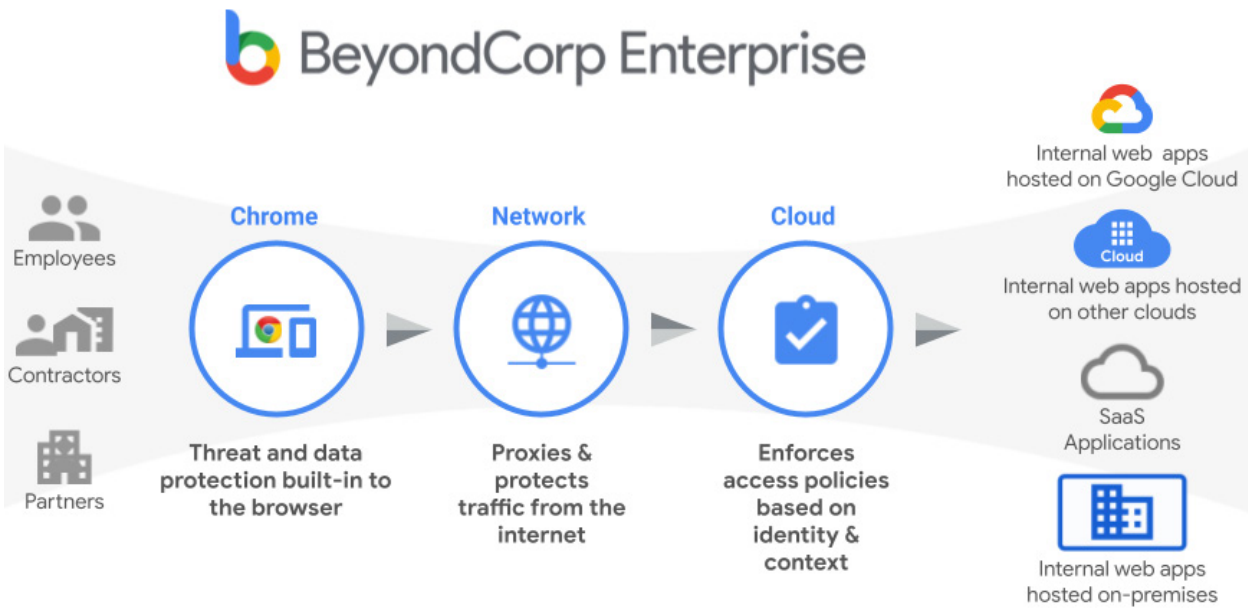 BeyondCorp Enterprise
Employees
Contractors
Partners
Chrome
Threat and data
protection built-in to
the browser
Network
Proxies &
protects
traffic from the
internet
Cloud
Enforces
access policies
based on
identity &
context
Internal web apps
hosted on Google Cloud
Cloud
Internal web apps hosted
on other clouds
SaaS
Applications
Internal web apps
hosted on-premises